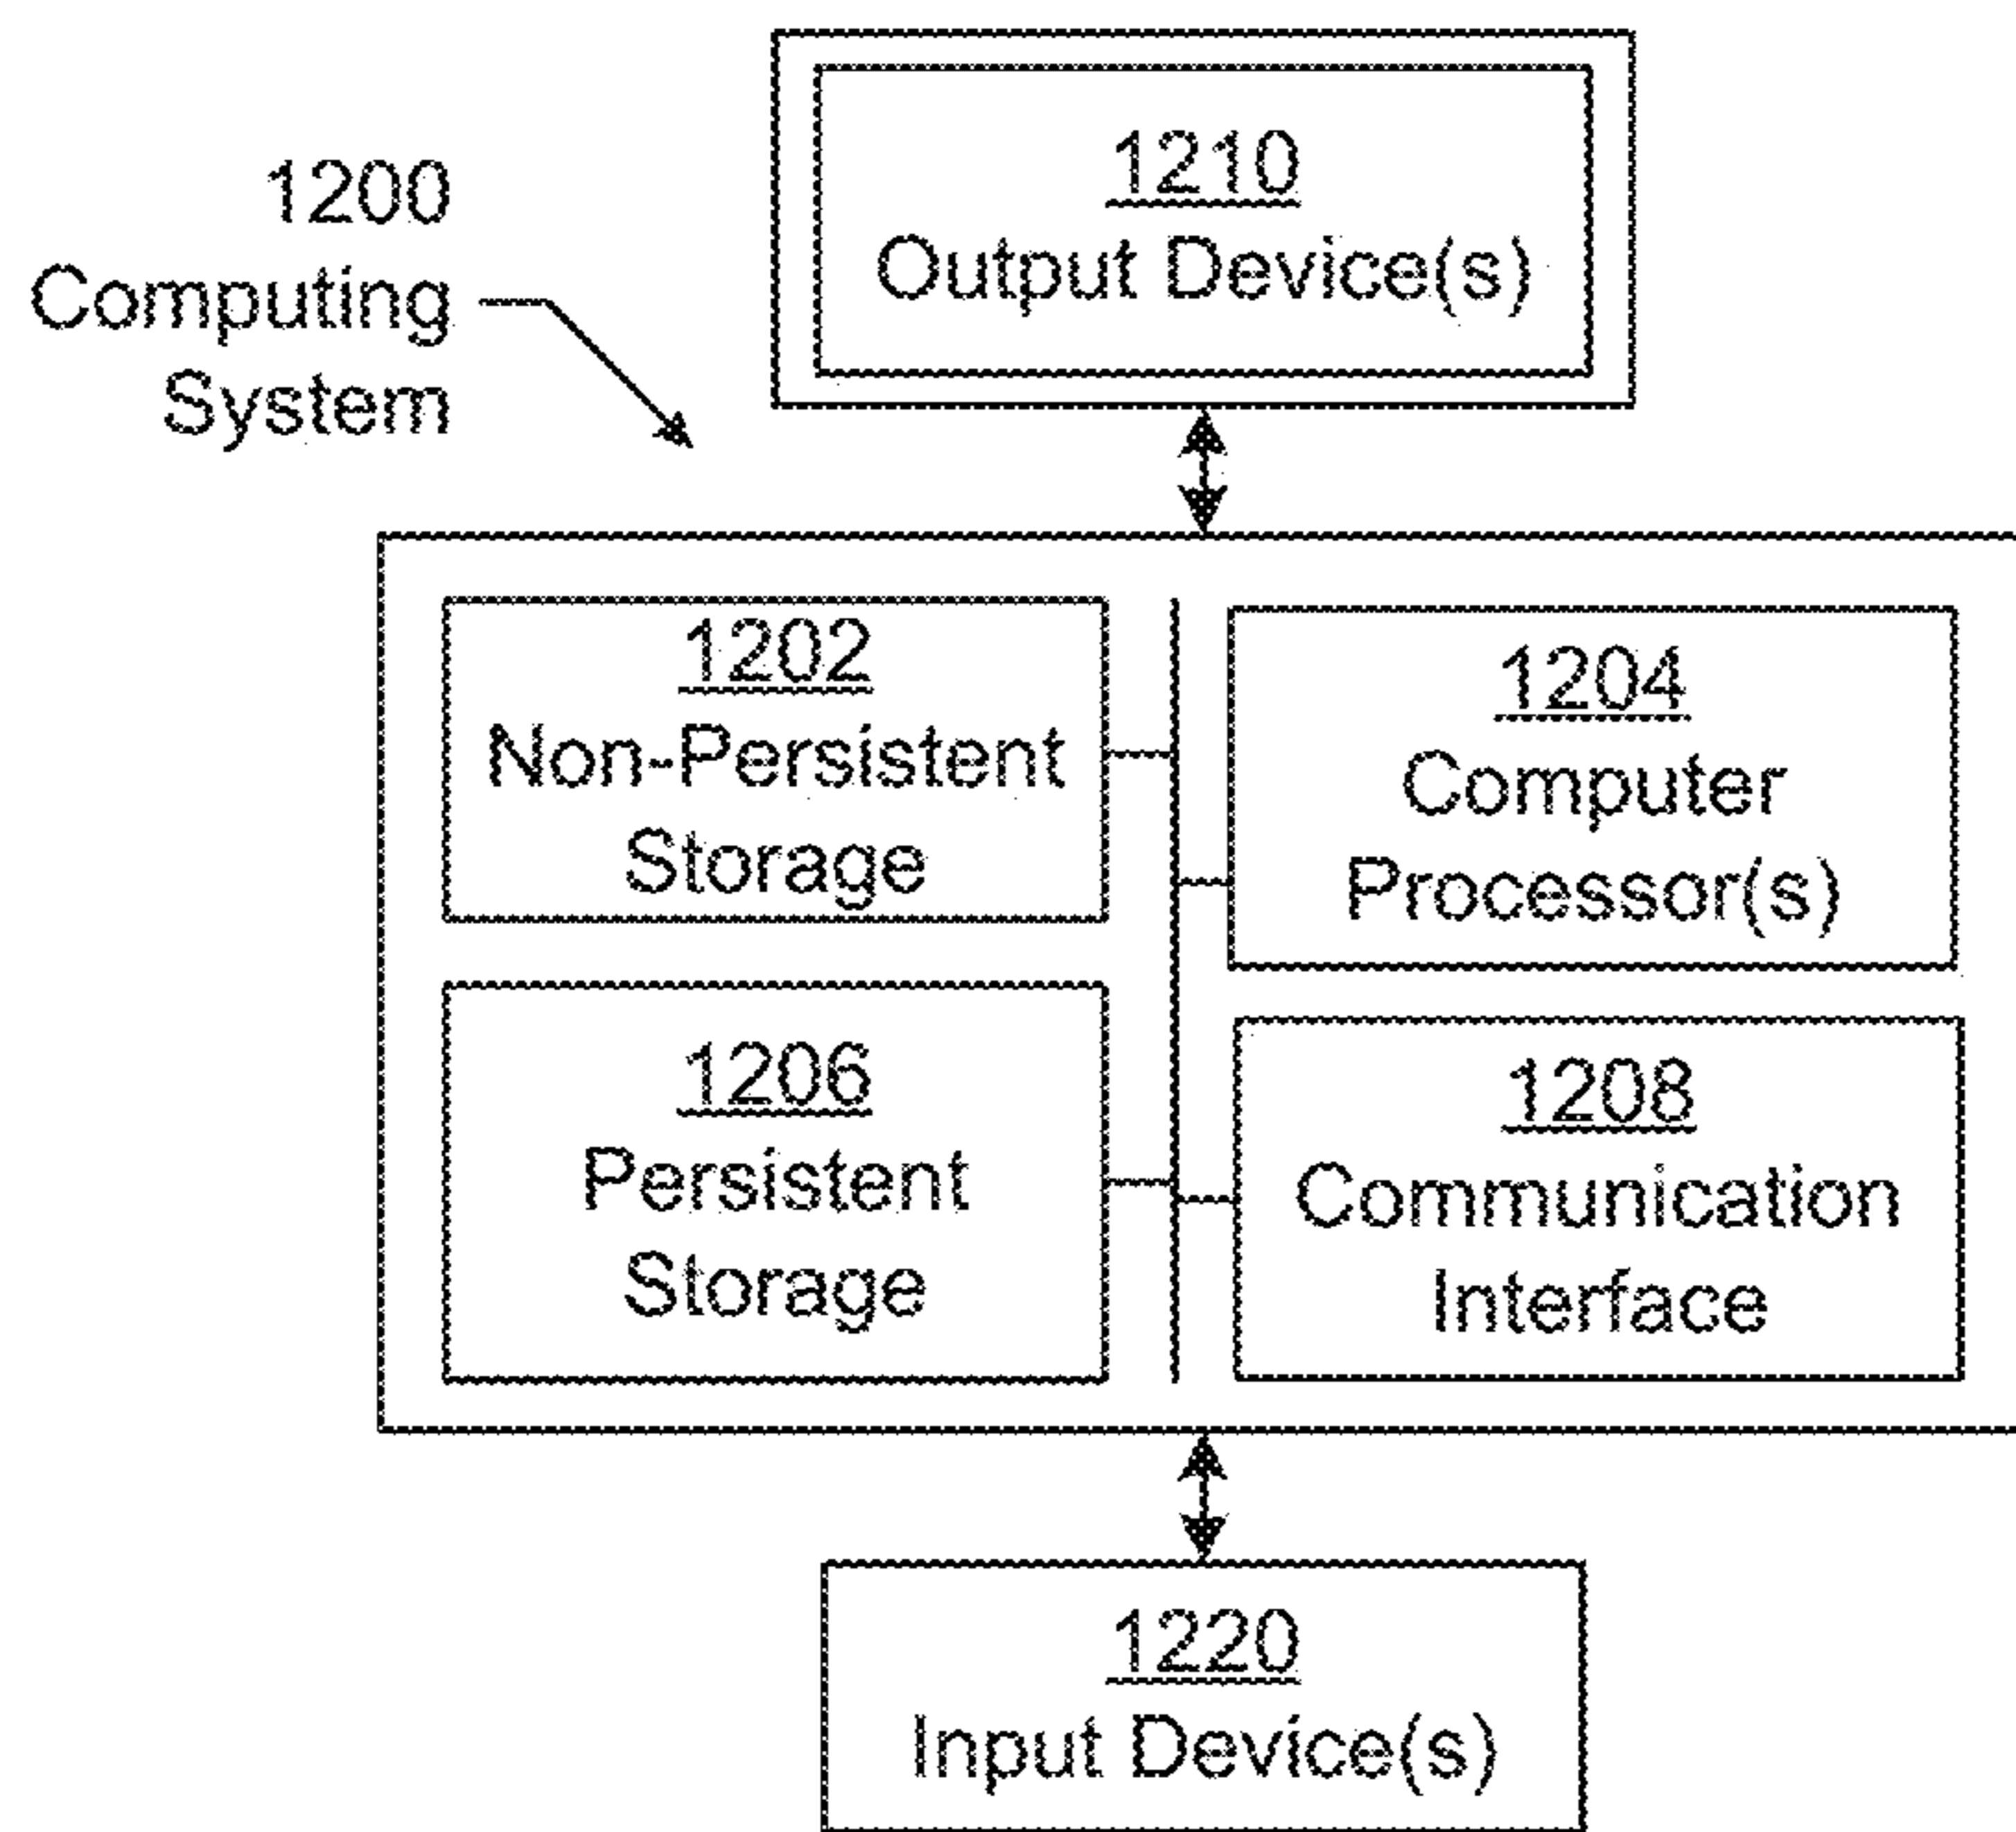 1210
Output Device(s)
1200
Computing
System
1202
Non-Persistent
Storage
1204
Computer
Processor(s)
1206
Persistent
Storage
1208
Communication
Interface
1220
Input Device(s)